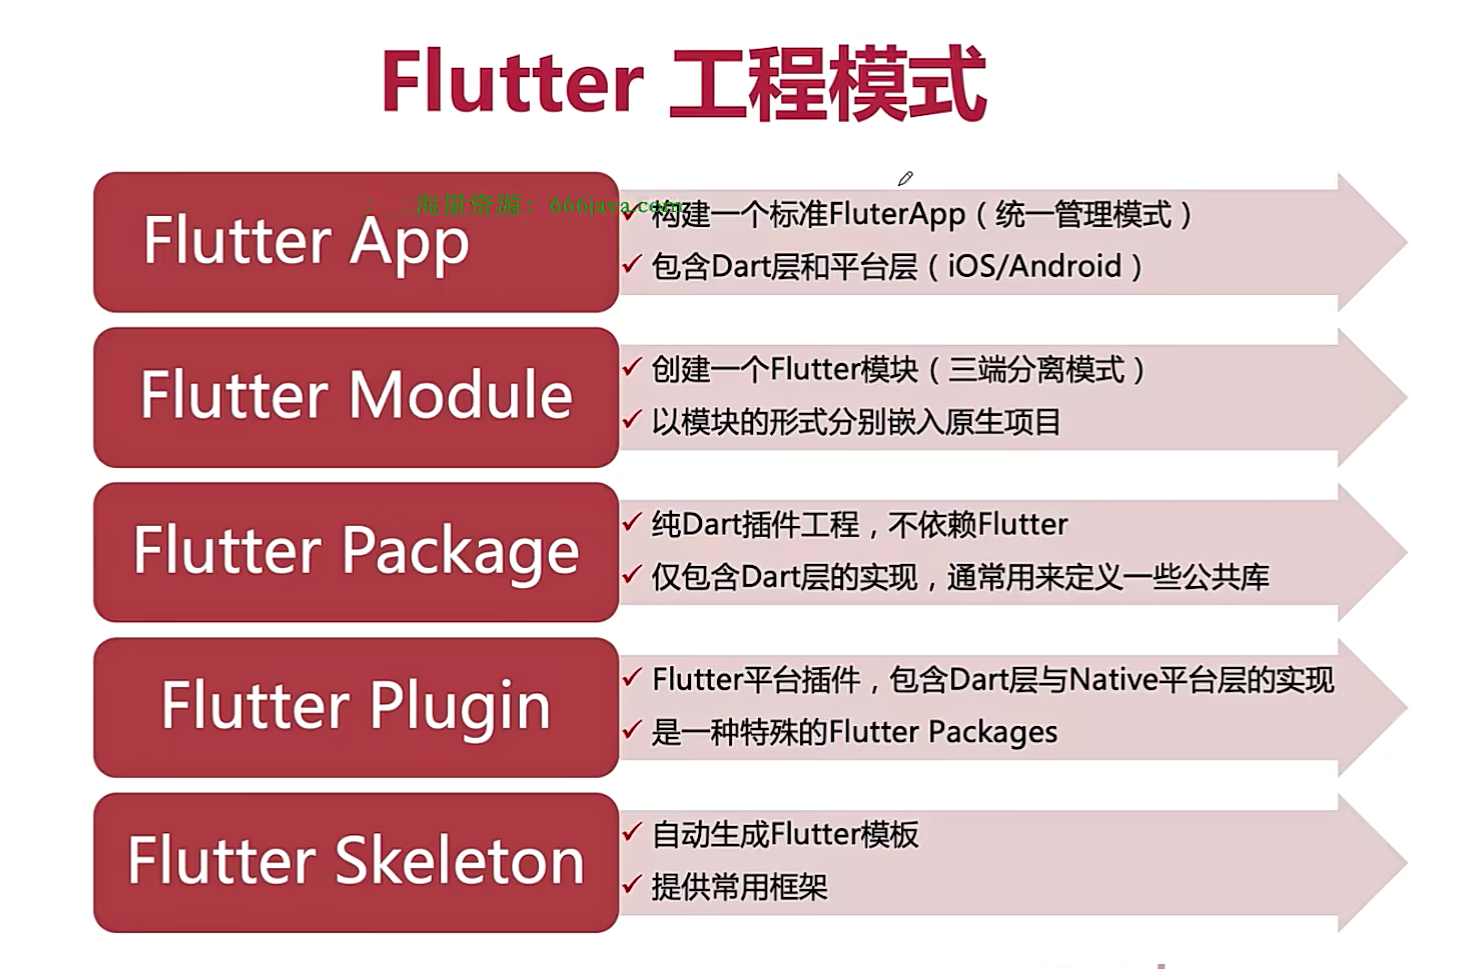 Flutter 工程模式
海量资源：666java.com
Flutter App
构建一个标准FluterApp（统一管理模式）
包含Dart层和平台层（iOS/Android）
Flutter Module
创建一个Flutter模块（三端分离模式）
以模块的形式分别嵌入原生项目
Flutter Package
纯Dart插件工程，不依赖Flutter
仅包含Dart层的实现，通常用来定义一些公共库
Flutter Plugin
Flutter平台插件，包含Dart层与Native平台层的实现
是一种特殊的Flutter Packages
Flutter Skeleton
自动生成Flutter模板
提供常用框架